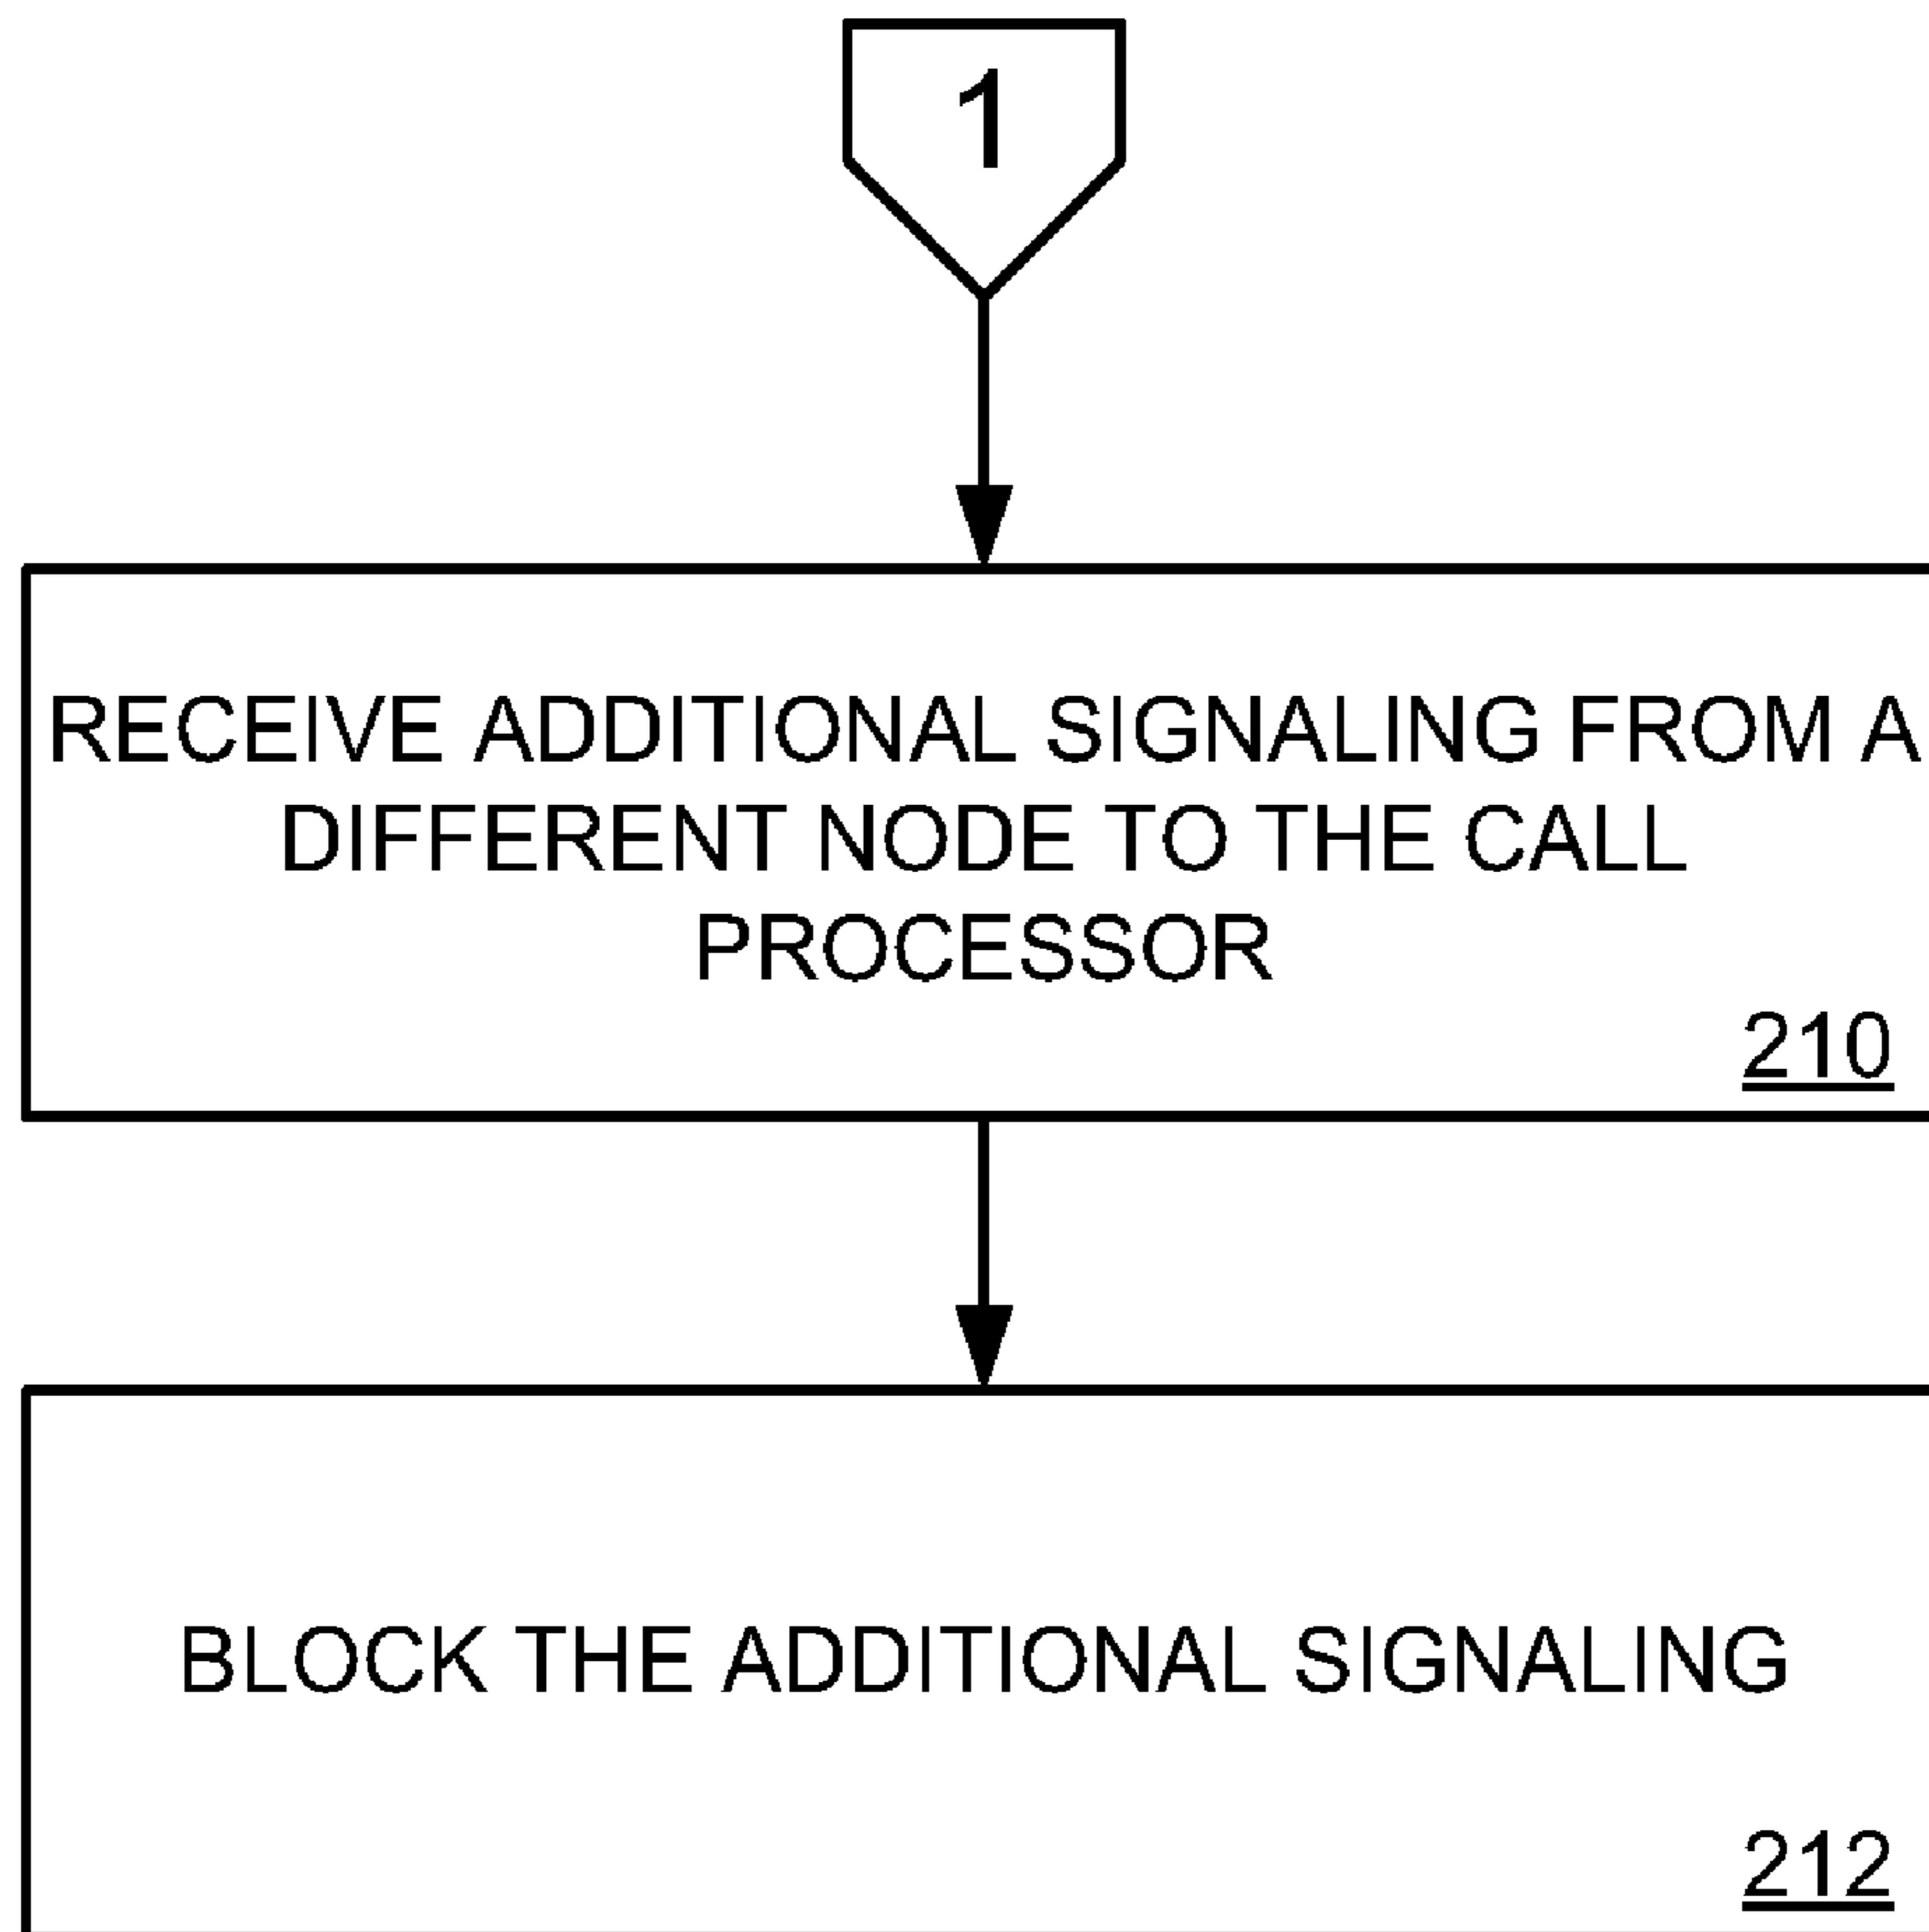 1
RECEIVE ADDITIONAL SIGNALING FROM A
DIFFERENT NODE TO THE CALL
PROCESSOR
210
BLOCK THE ADDITIONAL SIGNALING
212